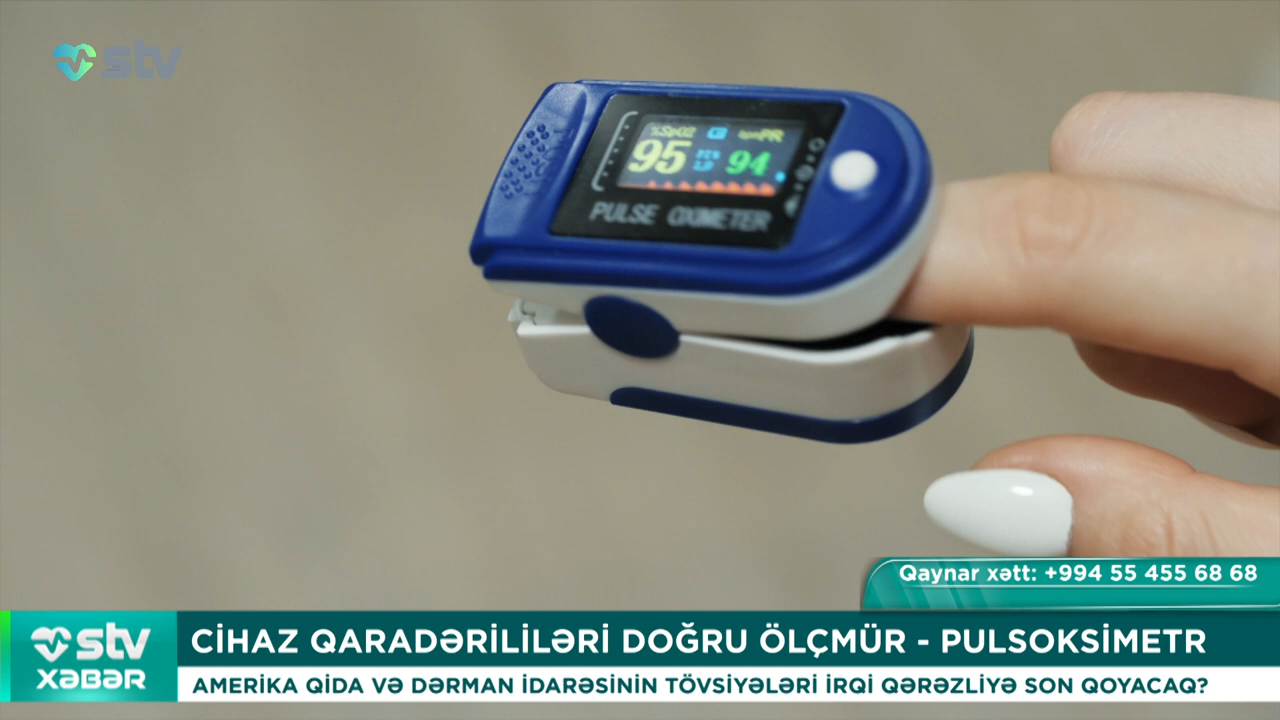 stv
%SpO2 PR
95 94
PULSE OXIMETER
Qaynar xətt: +994 55 455 68 68
stv
XƏBƏR
CİHAZ QARADƏRİLİLƏRİ DOĞRU ÖLÇMÜR - PULSOKSİMETR
AMERİKA QİDA VƏ DƏRMAN İDARƏSİNİN TÖVSİYƏLƏRİ İRQİ QƏRƏZLİYƏ SON QOYACAQ?